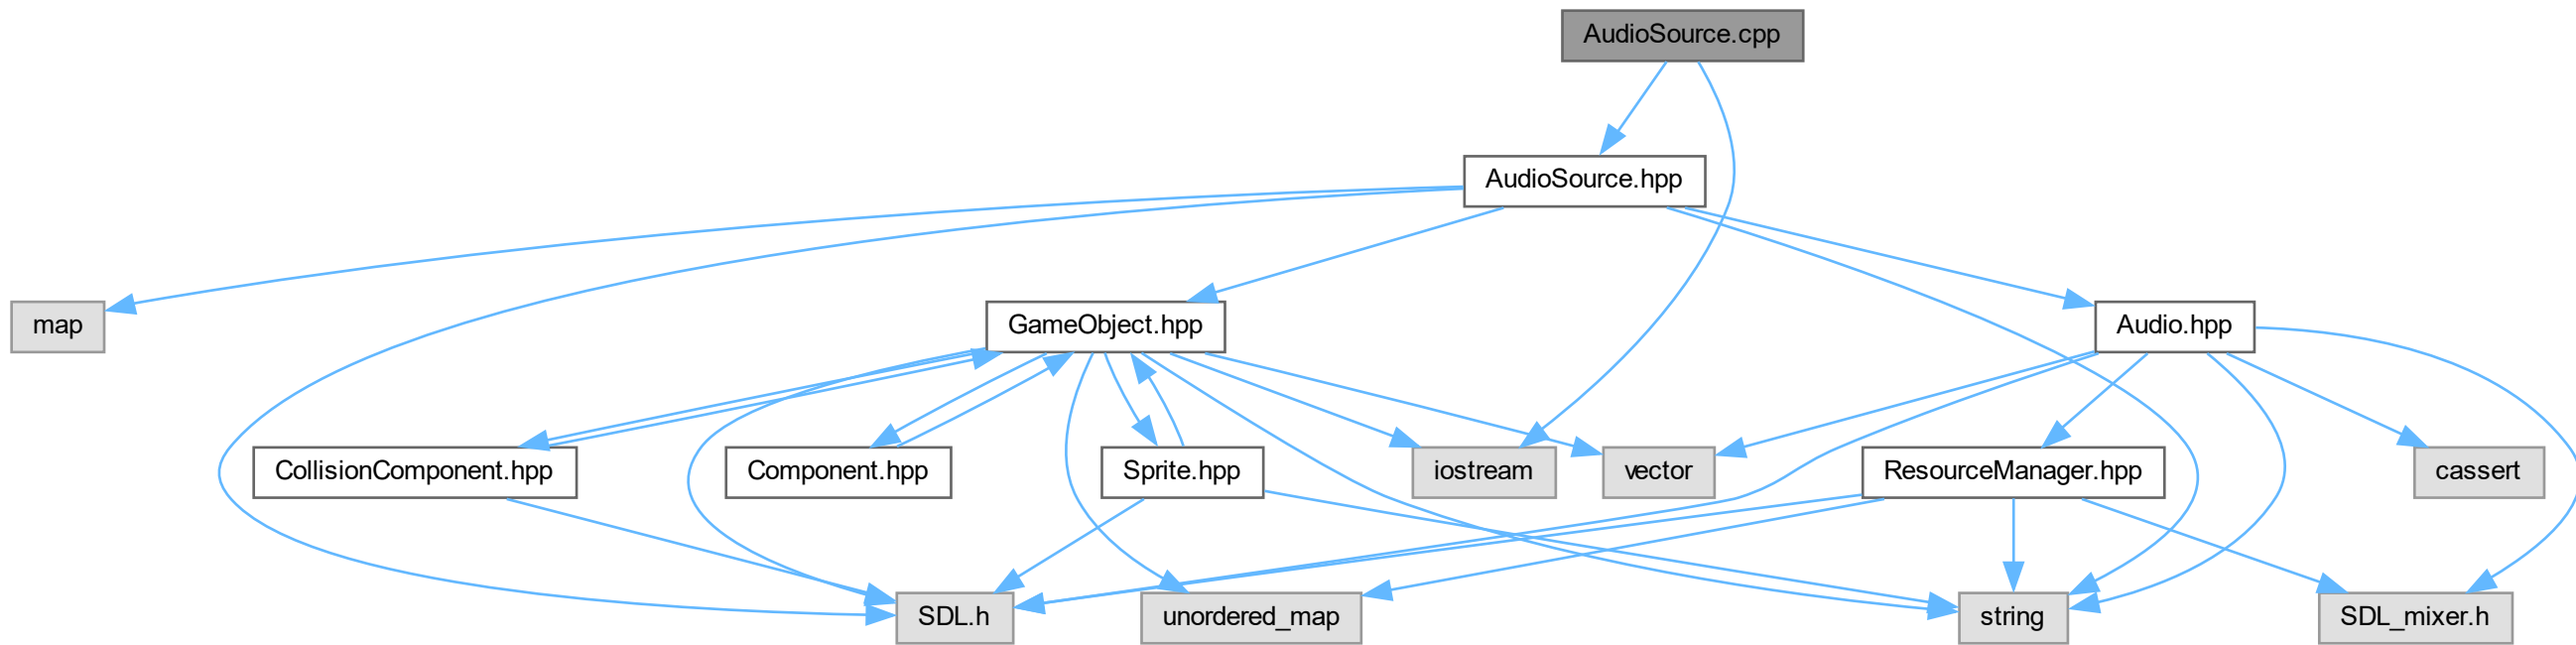 AudioSource.cpp
AudioSource.hpp
map
GameObject.hpp
Audio.hpp
CollisionComponent.hpp
Component.hpp
Sprite.hpp
iostream
vector
ResourceManager.hpp
cassert
SDL.h
unordered_map
string
SDL_mixer.h